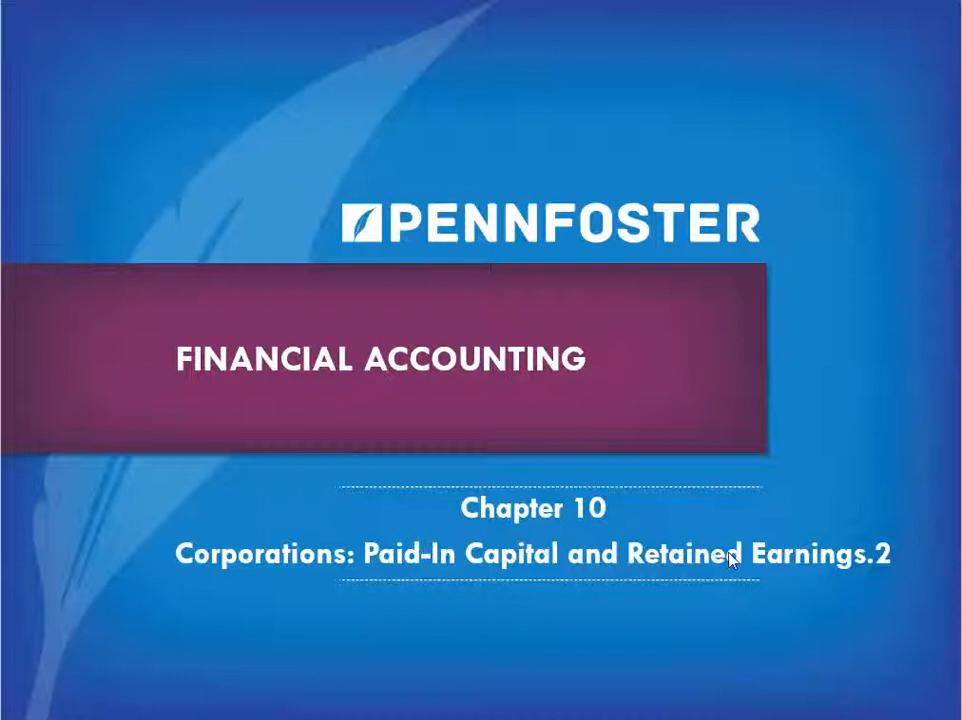 PENNFOSTER
FINANCIAL ACCOUNTING
Chapter 10
Corporations: Paid-In Capital and Retained Earnings.2